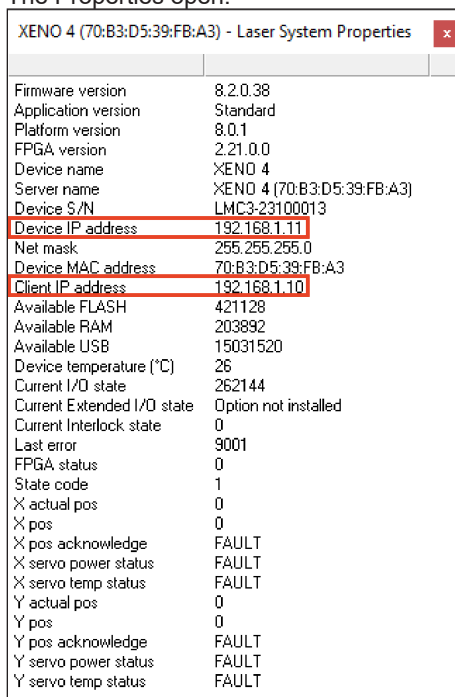 The Properties open:
XENO 4 (70:B3:D5:39:FB:A3) - Laser System Properties x
Firmware version 8.2.0.38
Application version Standard
Platform version 8.0.1
FPGA version 2.21.0.0
Device name XENO 4
Server name XENO 4 (70:B3:D5:39:FB:A3)
Device S/N LMC3-23100013
Device IP address 192.168.1.11
Net mask 255.255.255.0
Device MAC address 70:B3:D5:39:FB:A3
Client IP address 192.168.1.10
Available FLASH 421128
Available RAM 203892
Available USB 15031520
Device temperature (°C) 26
Current I/O state 262144
Current Extended I/O state Option not installed
Current Interlock state 0
Last error 9001
FPGA status 0
State code 1
X actual pos 0
X pos 0
X pos acknowledge FAULT
X servo power status FAULT
X servo temp status FAULT
Y actual pos 0
Y pos 0
Y pos acknowledge FAULT
Y servo power status FAULT
Y servo temp status FAULT